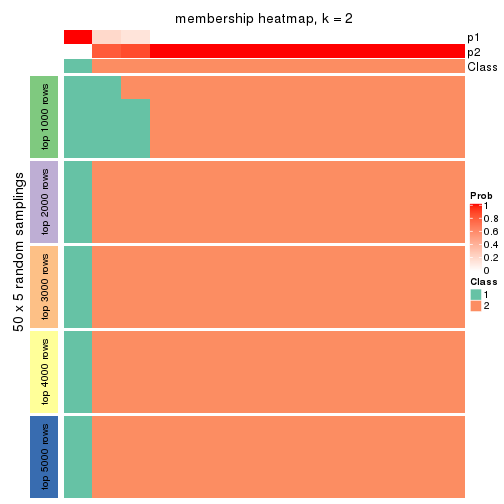 membership heatmap, k = 2
p1
p2
Class
50 x 5 random samplings
top 1000 rows
top 2000 rows
top 3000 rows
top 4000 rows
top 5000 rows
Prob
1
0.8
0.6
0.4
0.2
0
Class
1
2